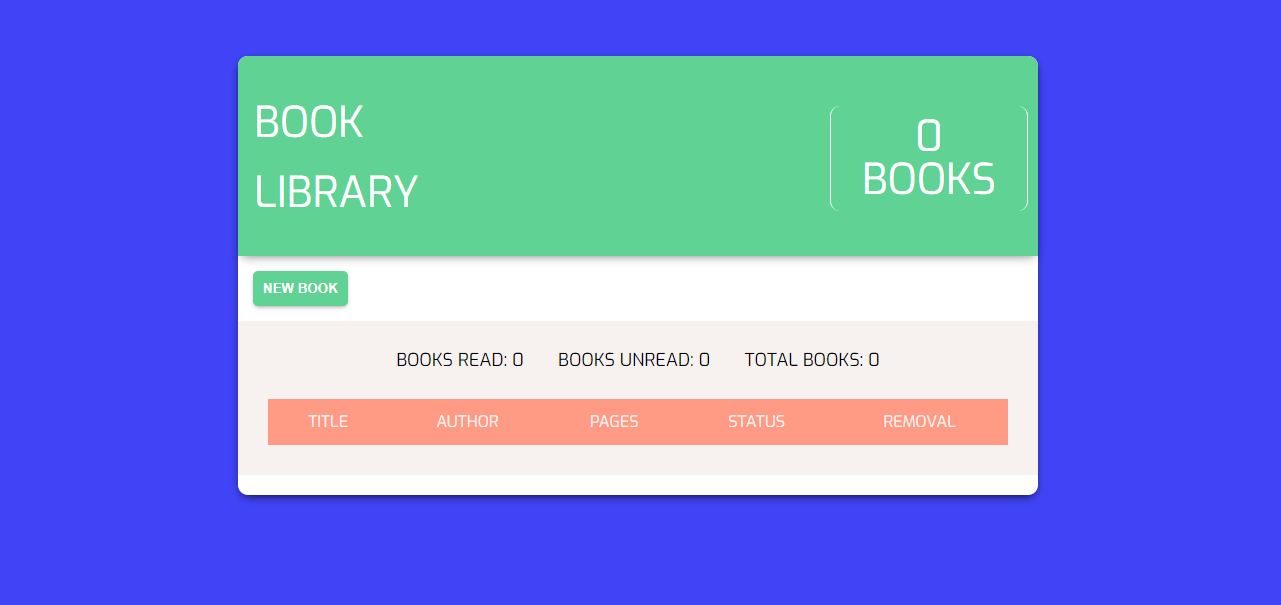 BOOK
LIBRARY
0
BOOKS
NEW BOOK
BOOKS READ: 0 BOOKS UNREAD: 0 TOTAL BOOKS: 0
TITLE AUTHOR PAGES STATUS REMOVAL